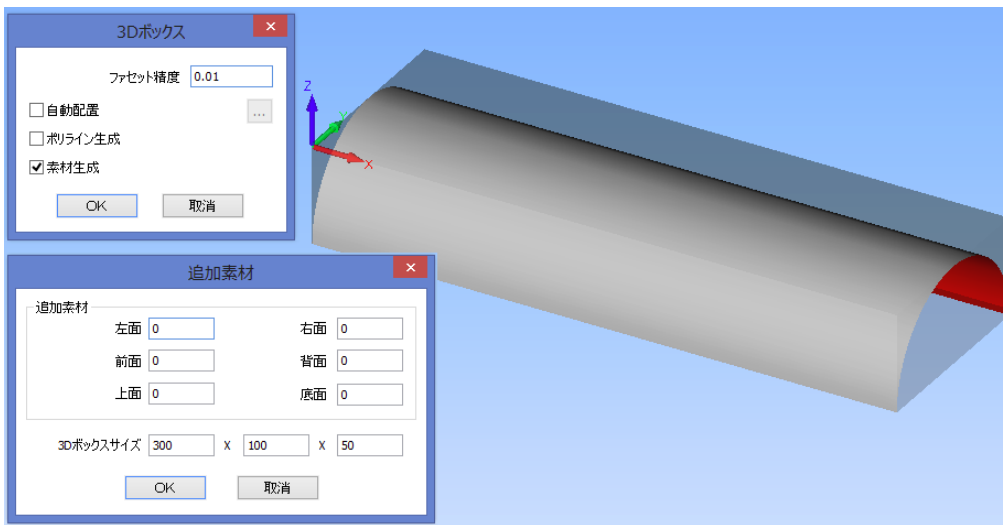 3Dボックス
ファセット精度 0.01
自動配置 ...
ポリライン生成
素材生成
OK 取消
Z
Y
X
追加素材
追加素材
左面 0 右面 0
前面 0 背面 0
上面 0 底面 0
3Dボックスサイズ 300 X 100 X 50
OK 取消